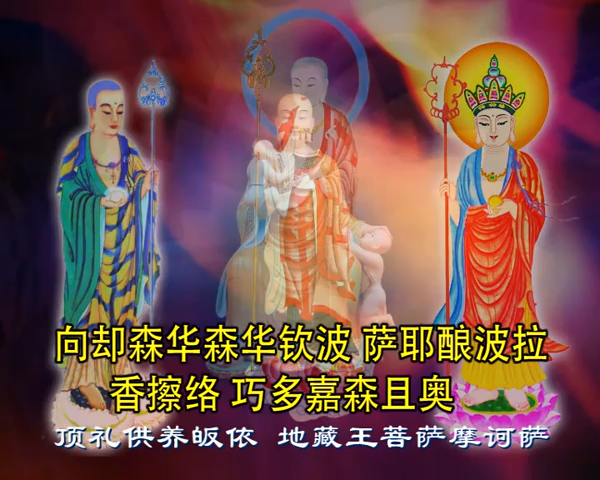 向却森华森华钦波 萨耶酿波拉
香擦络 巧多嘉森且奥
顶礼供养皈依 地藏王菩萨摩诃萨